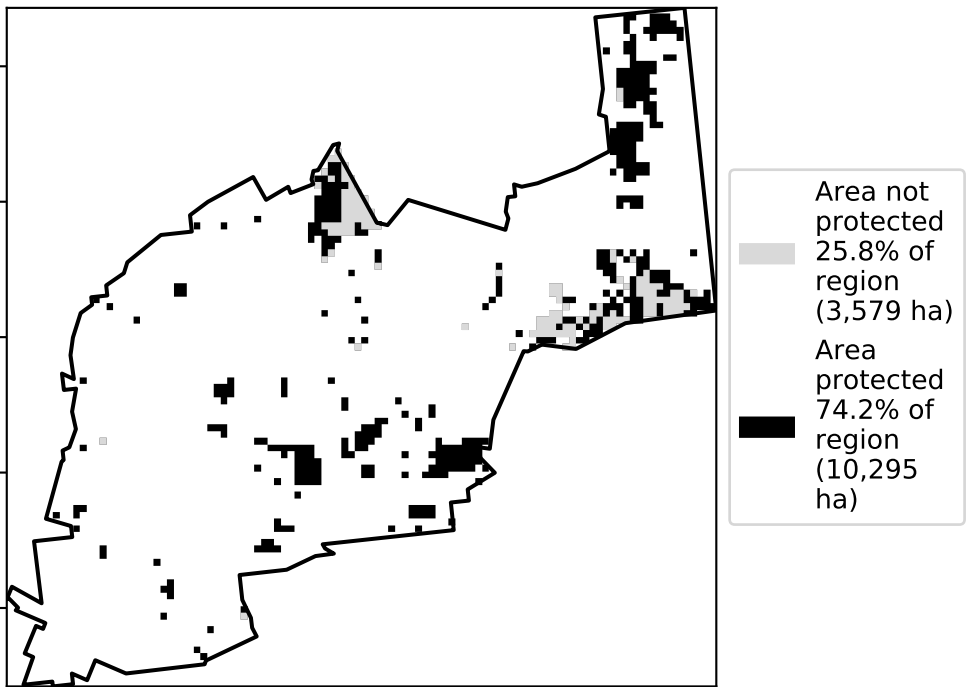 Area not
protected
25.8% of
region
(3,579 ha)
Area
protected
74.2% of
region
(10,295
ha)